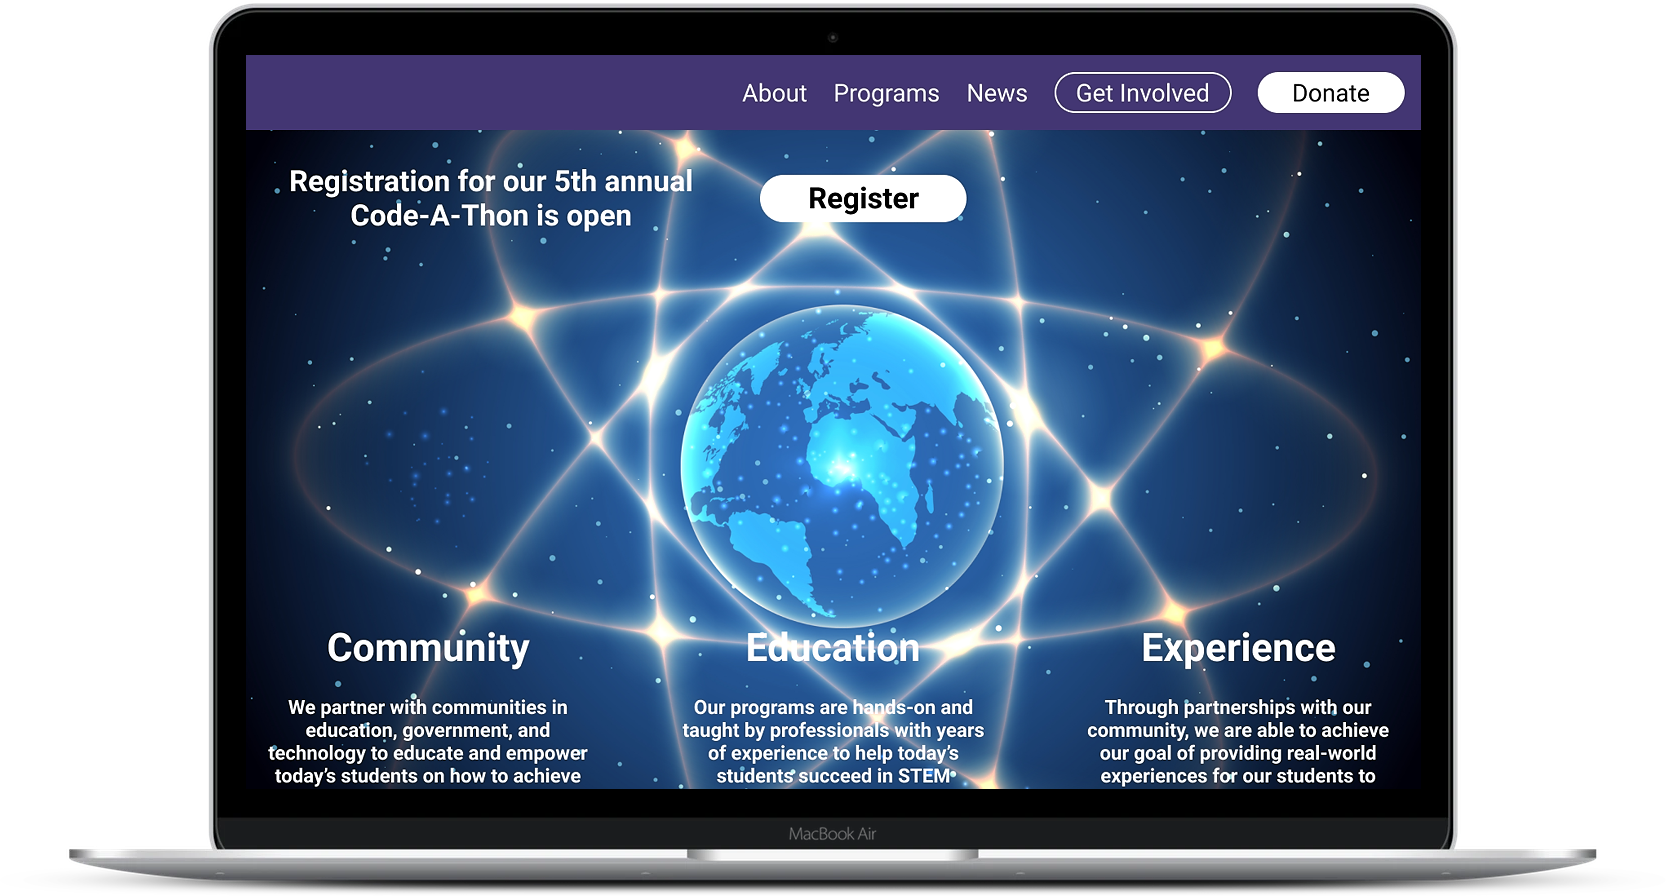 About Programs News Get Involved Donate
Registration for our 5th annual
Code-A-Thon is open
Register
Community
We partner with communities in
education, government, and
technology to educate and empower
today’s students on how to achieve
Education
Our programs are hands-on and
taught by professionals with years
of experience to help today’s
students succeed in STEM
Experience
Through partnerships with our
community, we are able to achieve
our goal of providing real-world
experiences for our students to
MacBook Air